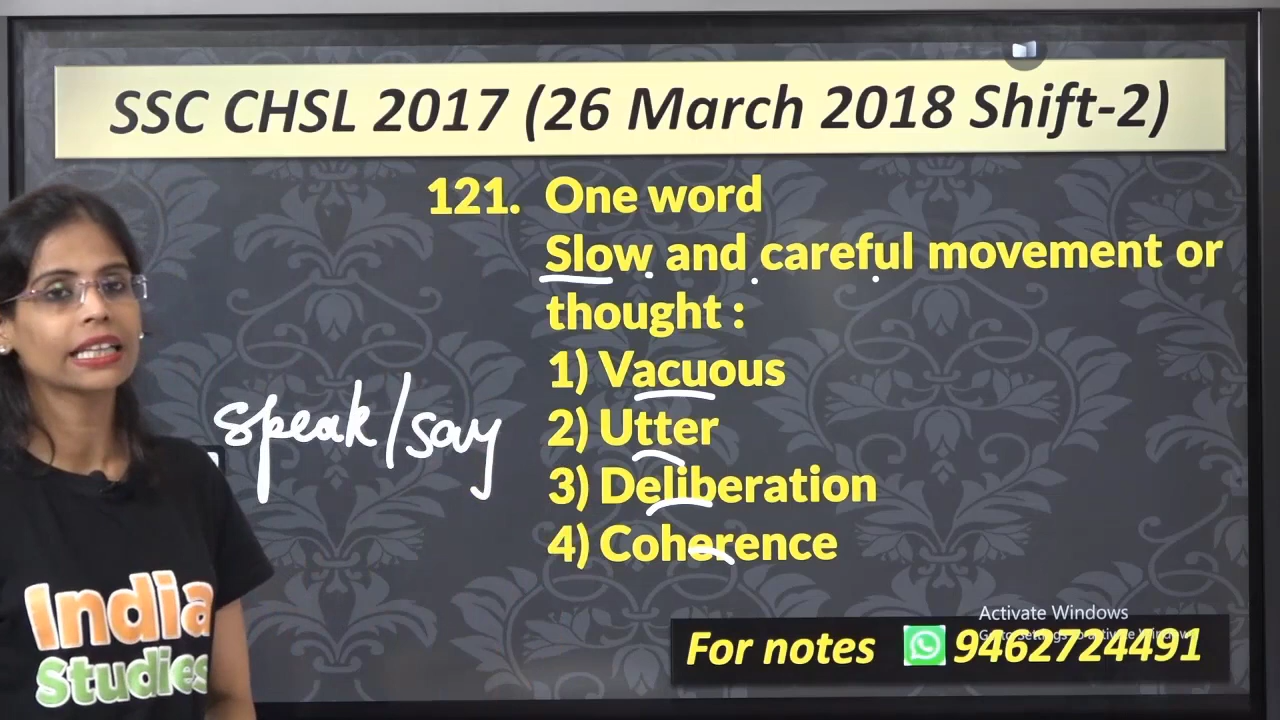 SSC CHSL 2017 (26 March 2018 Shift-2)
121. One word
Slow and careful movement or
thought :
1) Vacuous
speak/say
2) Utter
3) Deliberation
4) Coherence
India
Studies
Activate Windows
For notes 9462724491